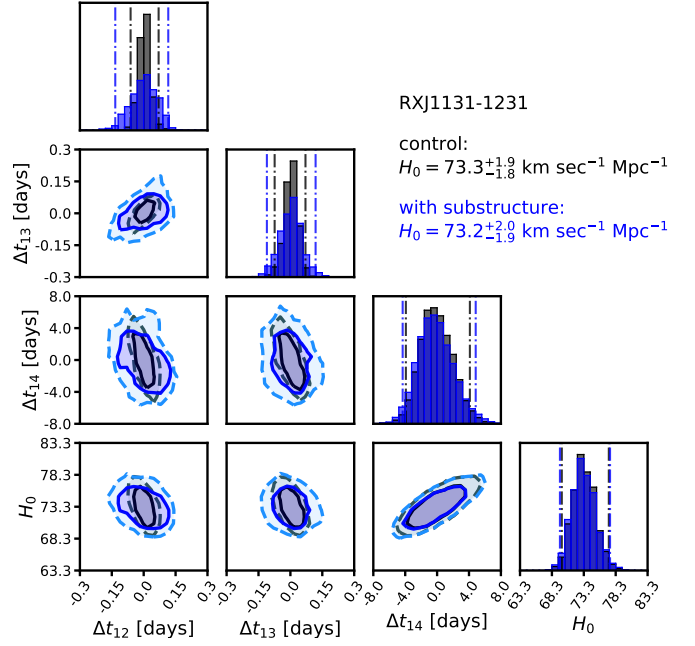 RXJ1131-1231
control:
H₀ = 73.3⁺¹·⁹₋₁.₈ km sec⁻¹ Mpc⁻¹
with substructure:
H₀ = 73.2⁺²·⁰₋₁.₉ km sec⁻¹ Mpc⁻¹
Δt₁₃ [days]
0.3
0.15
0.0
-0.15
-0.3
Δt₁₄ [days]
8.0
4.0
0.0
-4.0
-8.0
H₀
83.3
78.3
73.3
68.3
63.3
-0.3 -0.15 0.0 0.15 0.3
Δt₁₂ [days]
-0.3 -0.15 0.0 0.15 0.3
Δt₁₃ [days]
-8.0 -4.0 0.0 4.0 8.0
Δt₁₄ [days]
63.3 68.3 73.3 78.3 83.3
H₀